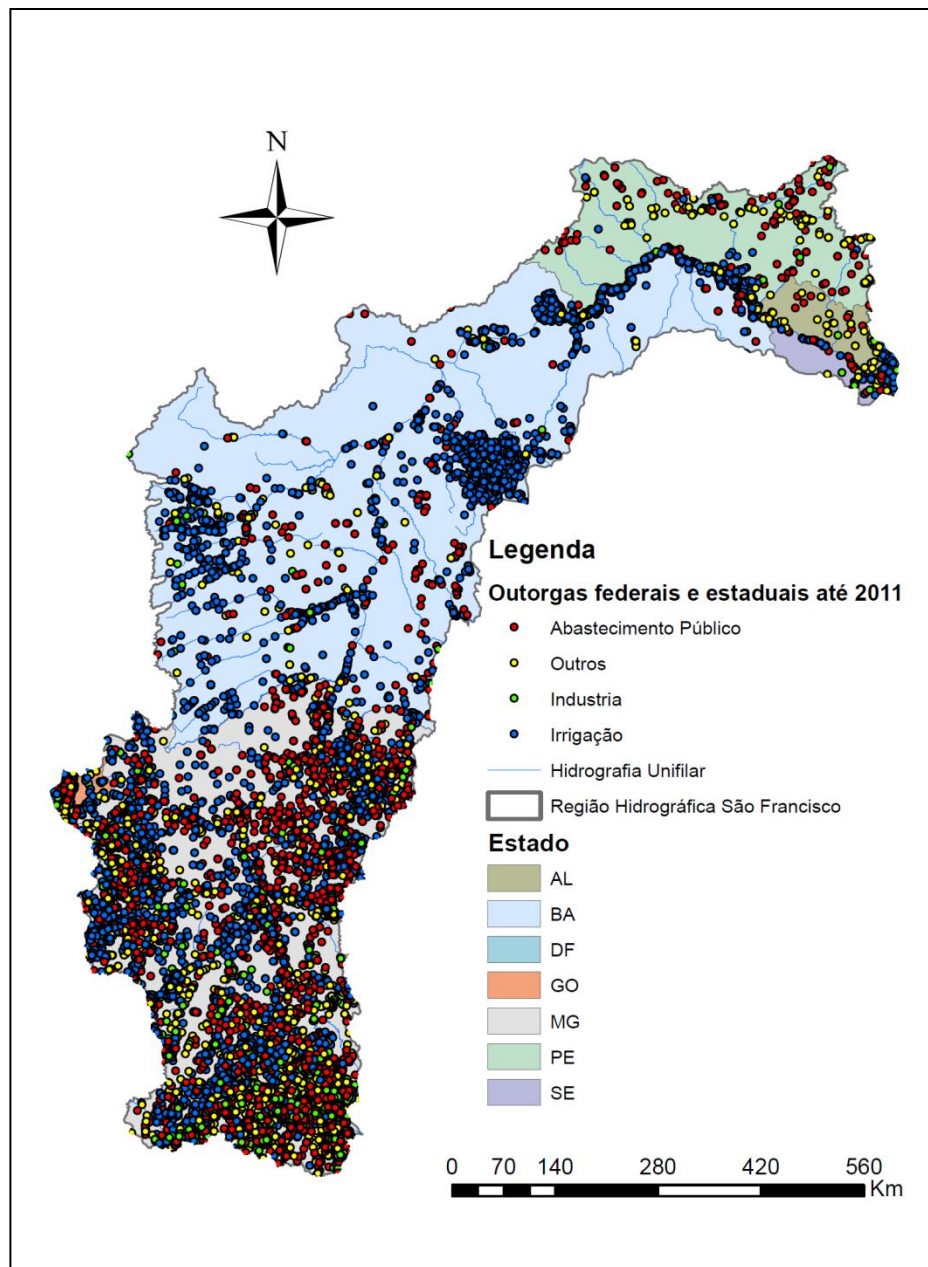 N
Legenda
Outorgas federais e estaduais até 2011
Abastecimento Público
Outros
Industria
Irrigação
Hidrografia Unifilar
Região Hidrográfica São Francisco
Estado
AL
BA
DF
GO
MG
PE
SE
0 70 140 280 420 560
Km